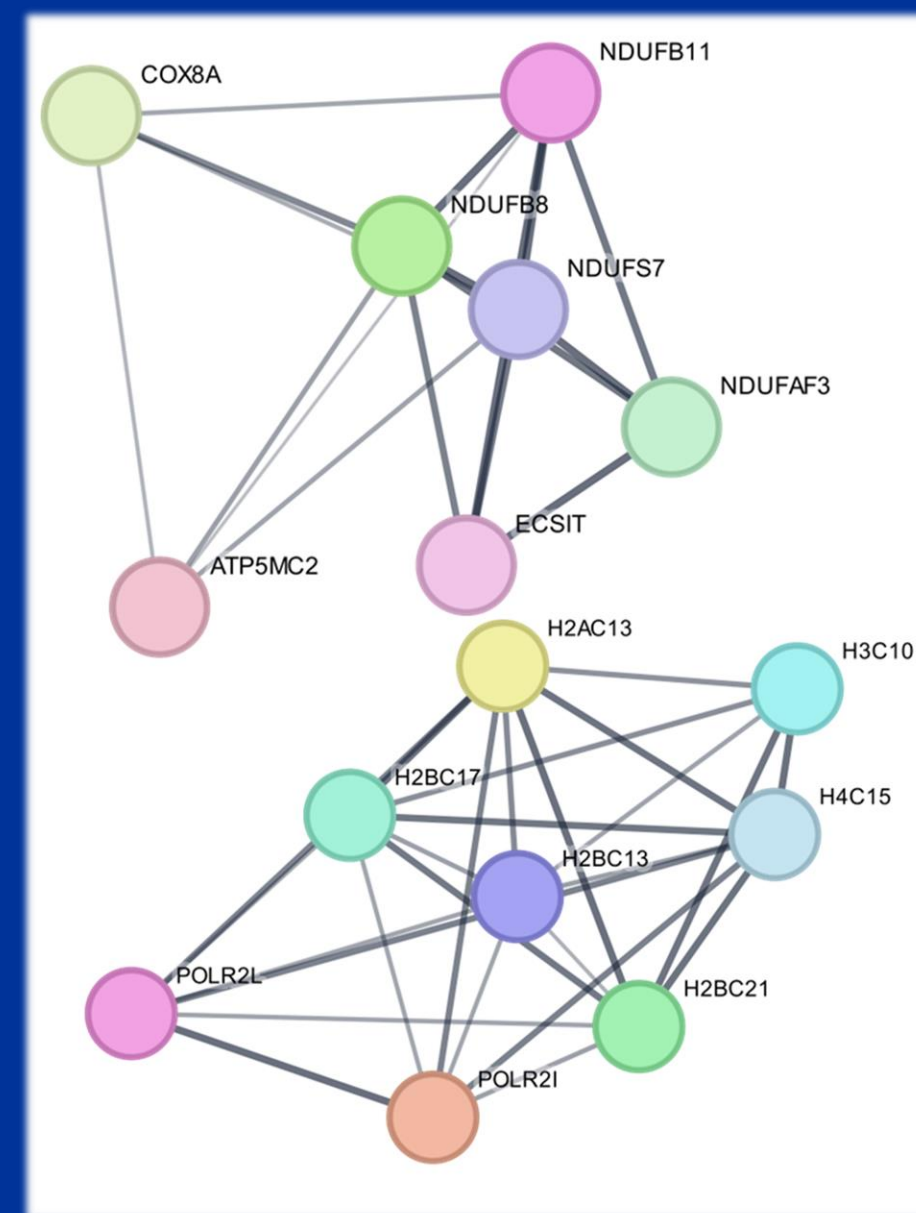 NDUFB11
COX8A
NDUFB8
NDUFS7
NDUFAF3
ECSIT
ATP5MC2
H2AC13
H3C10
H2BC17
H4C15
H2BC13
POLR2L
H2BC21
POLR2I